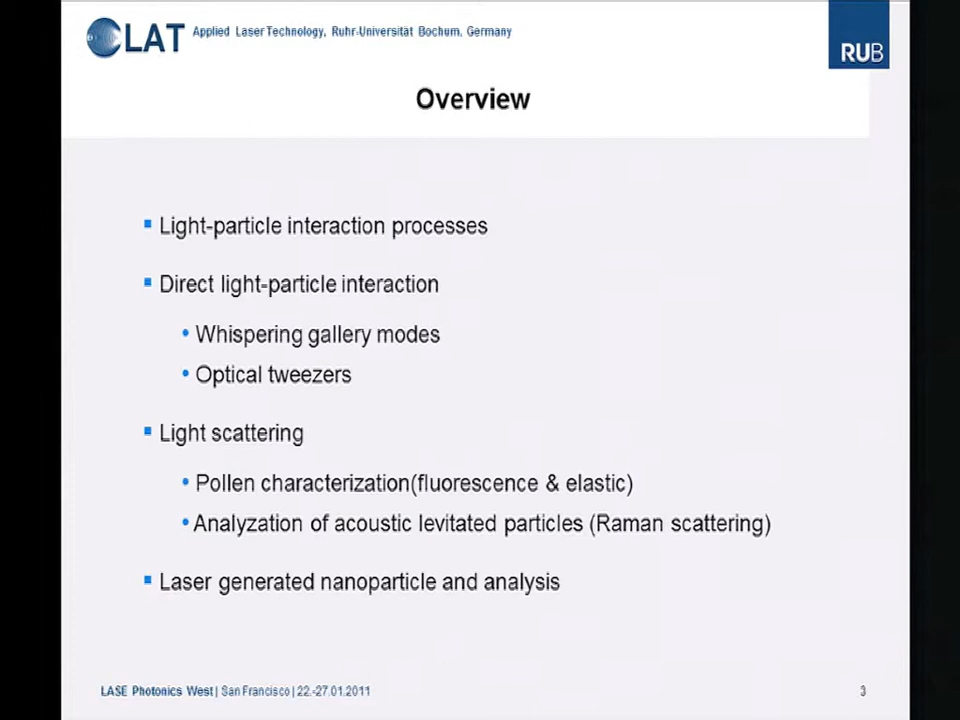 LAT Applied Laser Technology, Ruhr-Universität Bochum, Germany
RUB
Overview
Light-particle interaction processes
Direct light-particle interaction
Whispering gallery modes
Optical tweezers
Light scattering
Pollen characterization(fluorescence & elastic)
Analyzation of acoustic levitated particles (Raman scattering)
Laser generated nanoparticle and analysis
LASE Photonics West | San Francisco | 22.-27.01.2011
3